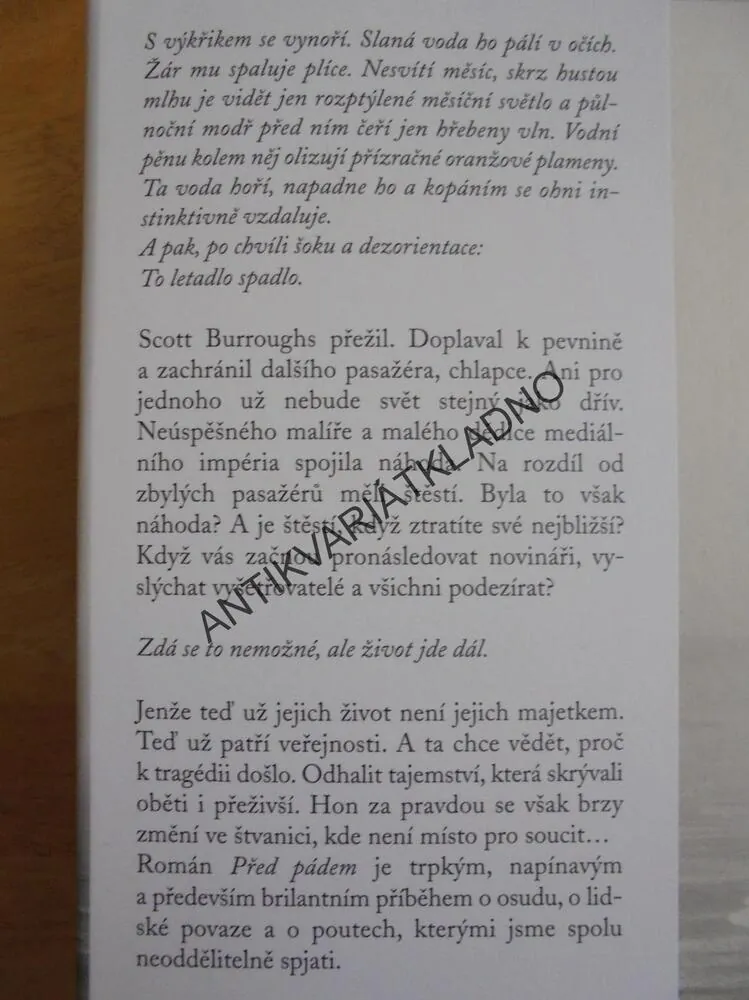 S výkřikem se vynoří. Slaná voda ho pálí v očích.
Žár mu spaluje plíce. Nesvítí měsíc, skrz hustou
mlhu je vidět jen rozptýlené měsíční světlo a půl-
noční modř před ním čeří jen hřebeny vln. Vodní
pěnu kolem něj olizují přízračné oranžové plameny.
Ta voda hoří, napadne ho a kopáním se ohni in-
stinktivně vzdaluje.
A pak, po chvíli šoku a dezorientace:
To letadlo spadlo.
Scott Burroughs přežil. Doplaval k pevnině
a zachránil dalšího pasažéra, chlapce. Ani pro
jednoho už nebude svět stejný jako dřív.
Neúspěšného malíře a malého dědice mediál-
ního impéria spojila náhoda. Na rozdíl od
zbylých pasažérů měli štěstí. Byla to však
náhoda? A je štěstí, když ztratíte své nejbližší?
Když vás začnou pronásledovat novináři, vy-
slýchat vyšetřovatelé a všichni podezírat?
ANTIKVARIÁTKLADNO
Zdá se to nemožné, ale život jde dál.
Jenže teď už jejich život není jejich majetkem.
Teď už patří veřejnosti. A ta chce vědět, proč
k tragédii došlo. Odhalit tajemství, která skrývali
oběti i přeživší. Hon za pravdou se však brzy
změní ve štvanici, kde není místo pro soucit…
Román Před pádem je trpkým, napínavým
a především brilantním příběhem o osudu, o lid-
ské povaze a o poutech, kterými jsme spolu
neoddělitelně spjati.